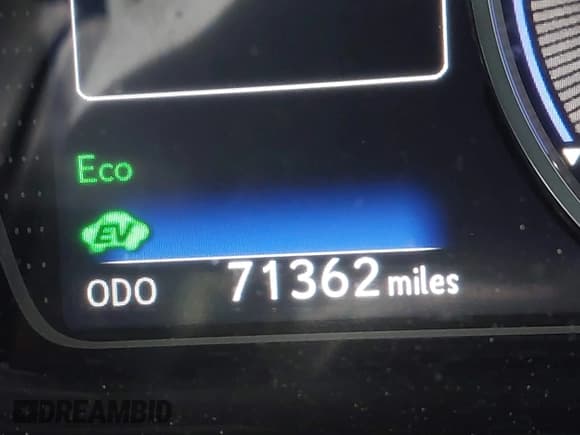 Eco
EV
ODO 71362 miles
DREAMBID